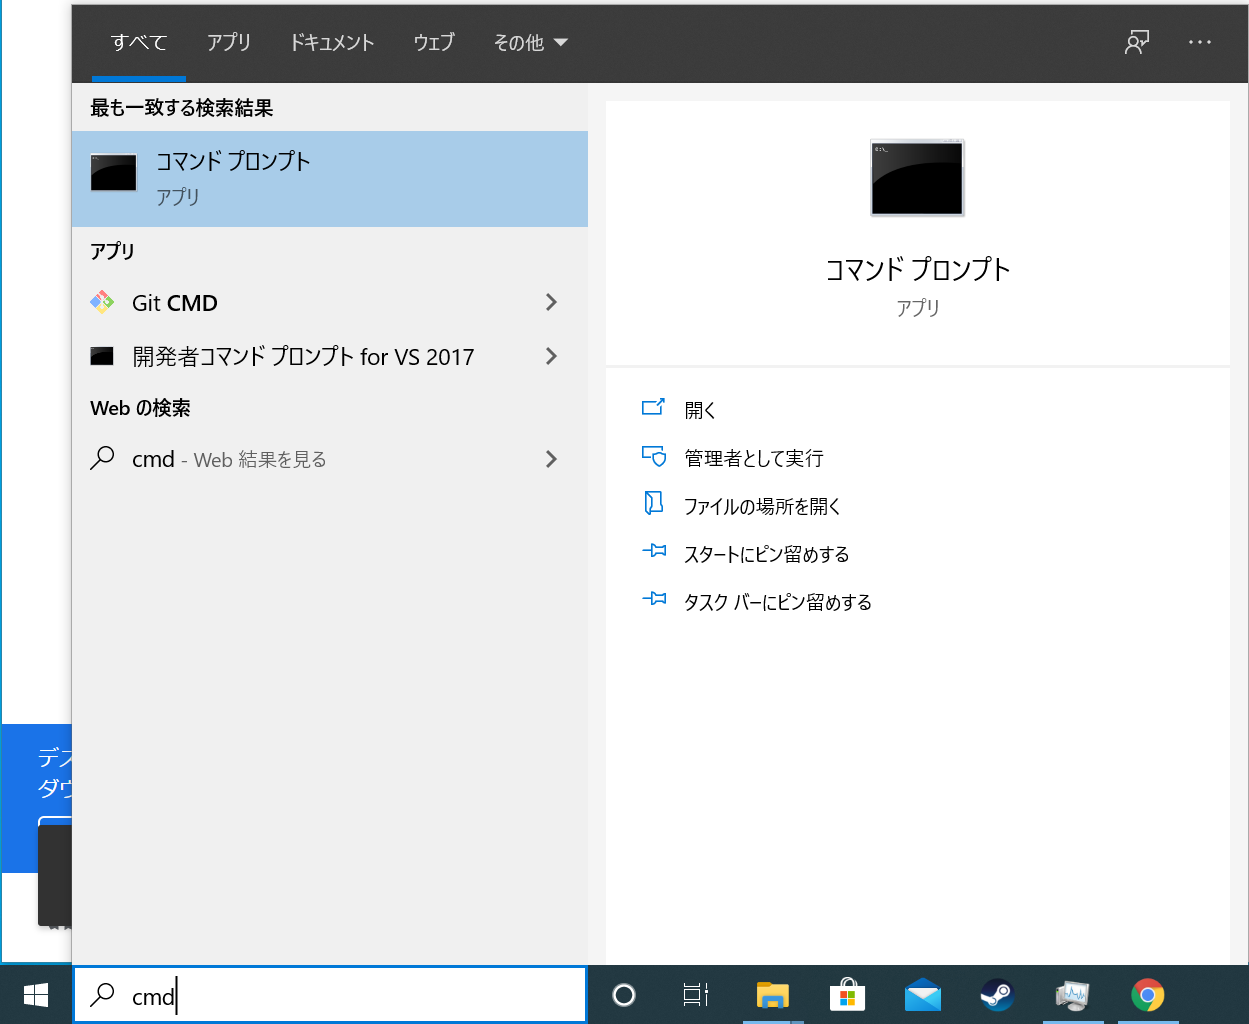 すべて アプリ ドキュメント ウェブ その他
最も一致する検索結果
コマンド プロンプト
アプリ
アプリ
Git CMD
開発者コマンド プロンプト for VS 2017
Web の検索
cmd - Web 結果を見る
コマンド プロンプト
アプリ
開く
管理者として実行
ファイルの場所を開く
スタートにピン留めする
タスク バーにピン留めする
デス
ダウ
cmd